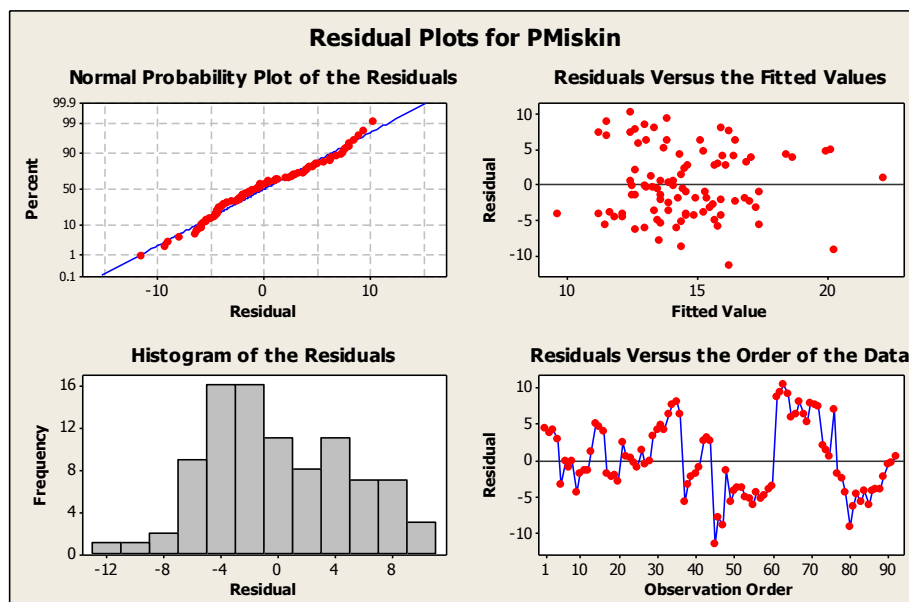 Residual Plots for PMiskin
Normal Probability Plot of the Residuals
99.9
99
90
50
10
1
0.1
Percent
-10 0 10
Residual
Residuals Versus the Fitted Values
10
5
0
-5
-10
Residual
10 15 20
Fitted Value
Histogram of the Residuals
16
12
8
4
0
Frequency
-12 -8 -4 0 4 8
Residual
Residuals Versus the Order of the Data
10
5
0
-5
-10
Residual
1 10 20 30 40 50 60 70 80 90
Observation Order